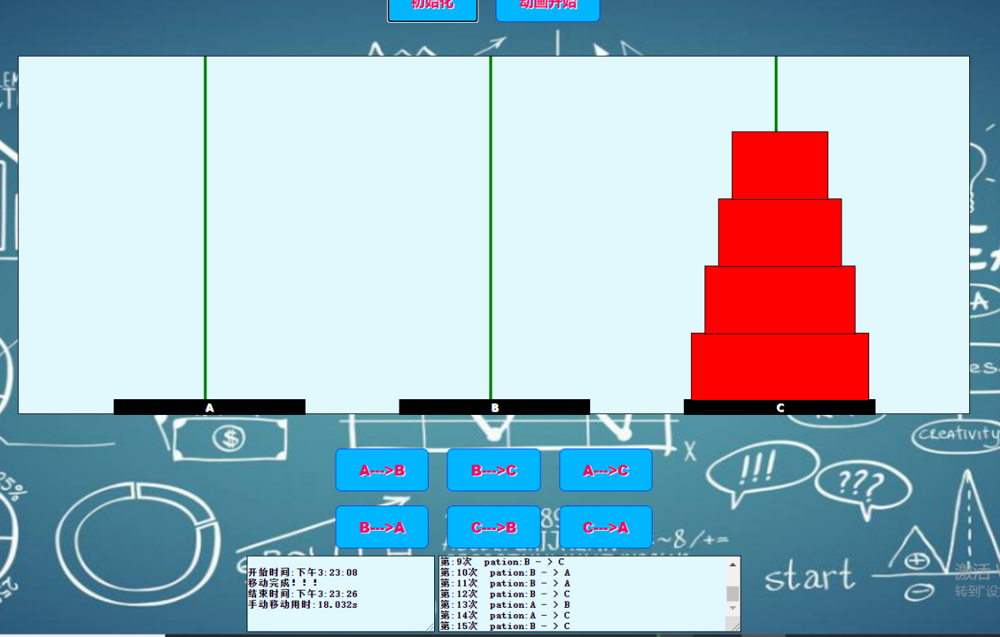 初始化 动画开始
A
B
C
A--->B B--->C A--->C
B--->A C--->B C--->A
开始时间:下午3:23:08
移动完成!!!
结束时间:下午3:23:26
手动移动用时:18.032s
第:9次 pation:B - > C
第:10次 pation:B - > A
第:11次 pation:B - > A
第:12次 pation:B - > C
第:13次 pation:A - > B
第:14次 pation:A - > C
第:15次 pation:B - > C
CREATIVITY
X
!!!
???
$
A
~8/+=
start
激活
转到"设